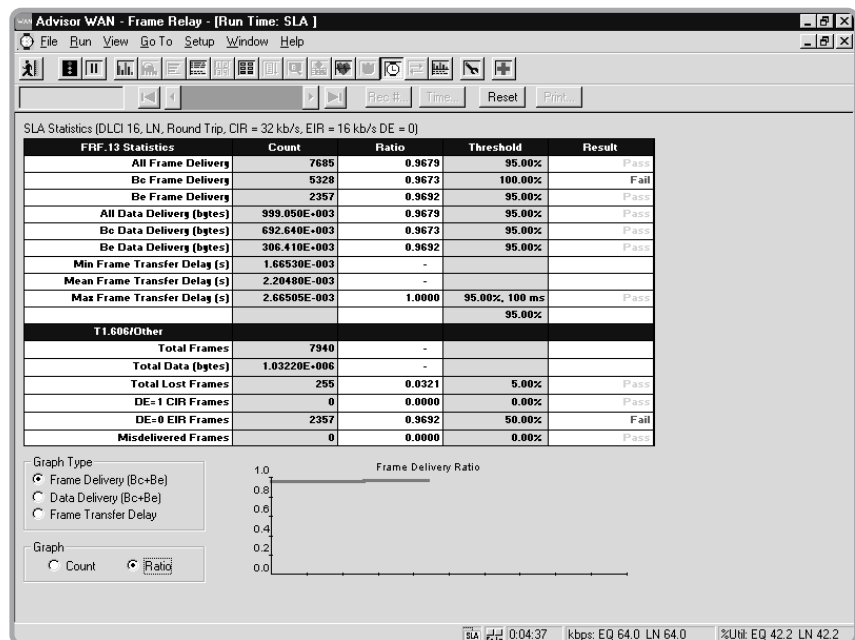 Advisor WAN - Frame Relay - [Run Time: SLA ]
File Run View Go To Setup Window Help
Rec #... Time... Reset Print...
SLA Statistics (DLCI 16, LN, Round Trip, CIR = 32 kb/s, EIR = 16 kb/s DE = 0)
FRF.13 Statistics Count Ratio Threshold Result
All Frame Delivery 7685 0.9679 95.00% Pass
Bc Frame Delivery 5328 0.9673 100.00% Fail
Be Frame Delivery 2357 0.9692 95.00% Pass
All Data Delivery (bytes) 999.050E+003 0.9679 95.00% Pass
Bc Data Delivery (bytes) 692.640E+003 0.9673 95.00% Pass
Be Data Delivery (bytes) 306.410E+003 0.9692 95.00% Pass
Min Frame Transfer Delay (s) 1.66530E-003 -
Mean Frame Transfer Delay (s) 2.20480E-003 -
Max Frame Transfer Delay (s) 2.66505E-003 1.0000 95.00%, 100 ms Pass
95.00%
T1.606/Other
Total Frames 7940 -
Total Data (bytes) 1.03220E+006 -
Total Lost Frames 255 0.0321 5.00% Pass
DE=1 CIR Frames 0 0.0000 0.00% Pass
DE=0 EIR Frames 2357 0.9692 50.00% Fail
Misdelivered Frames 0 0.0000 0.00% Pass
Graph Type
Frame Delivery (Bc+Be)
Data Delivery (Bc+Be)
Frame Transfer Delay
Graph
Count Ratio
Frame Delivery Ratio
1.0
0.8
0.6
0.4
0.2
0.0
SLA 0:04:37 kbps: EQ 64.0 LN 64.0 %Util: EQ 42.2 LN 42.2